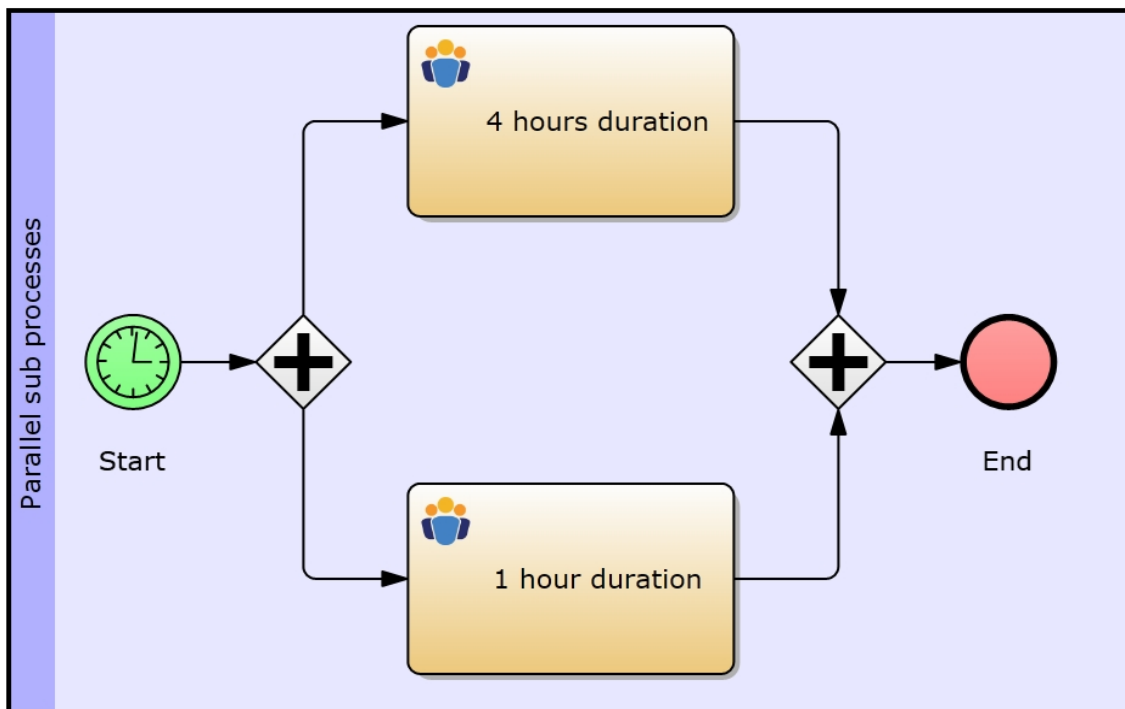 Parallel sub processes
4 hours duration
Start
End
1 hour duration